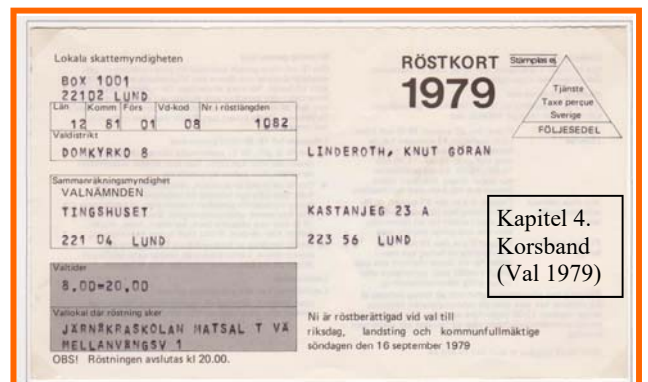 Lokala skattemyndigheten
BOX 1001
22102 LUND
Län Komm Förs Vd-kod Nr i röstlängden
12 81 01 08 1082
Valdistrikt
DOMKYRKO 8
Sammanräkningsmyndighet
VALNÄMNDEN
TINGSHUSET
221 04 LUND
Valtider
8,00-20,00
Vallokal där röstning sker
JÄRNÅKRASKOLAN MATSAL T VÄ
MELLANVÅNGSV 1
OBS! Röstningen avslutas kl 20.00.
RÖSTKORT
1979
Stämplas ej
Tjänste
Taxe perçue
Sverige
FÖLJESEDEL
LINDEROTH, KNUT GÖRAN
KASTANJEG 23 A
223 56 LUND
Ni är röstberättigad vid val till
riksdag, landsting och kommunfullmäktige
söndagen den 16 september 1979
Kapitel 4.
Korsband
(Val 1979)